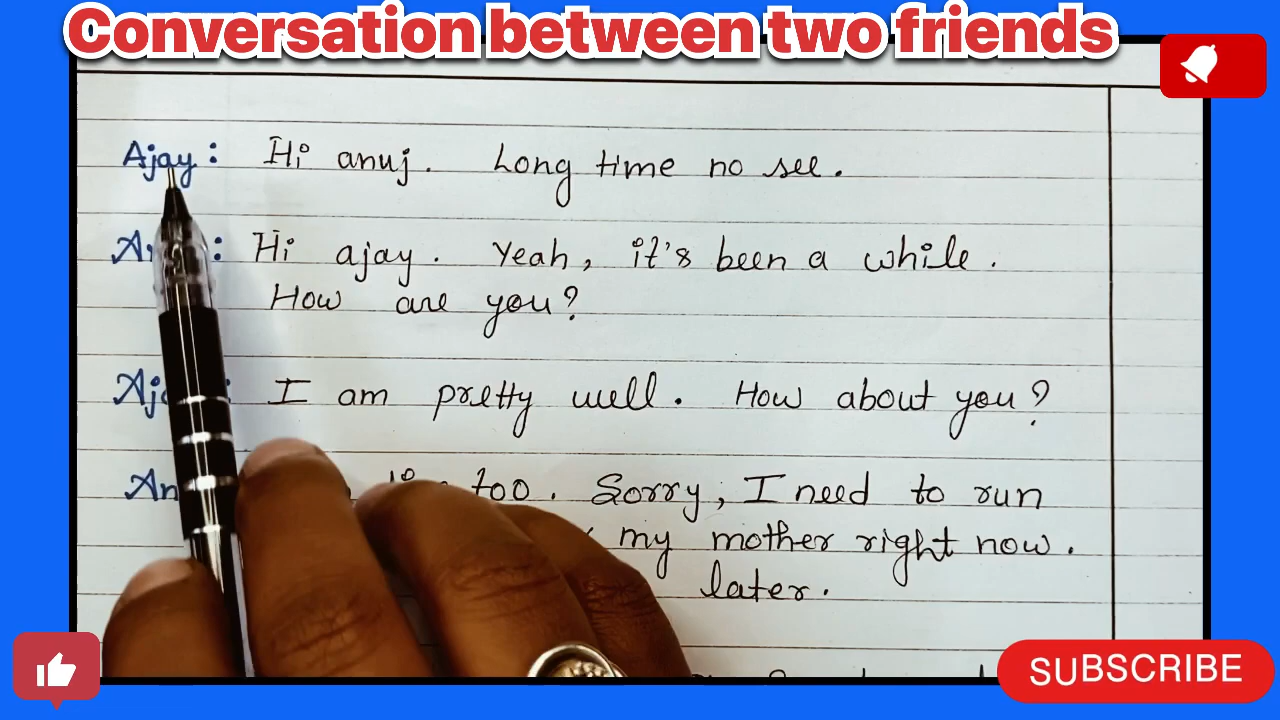 Conversation between two friends
Ajay : Hi anuj. Long time no see.
: Hi ajay. Yeah, it's been a while.
How are you?
I am pretty well. How about you?
too. Sorry, I need to run
my mother right now.
later.
SUBSCRIBE